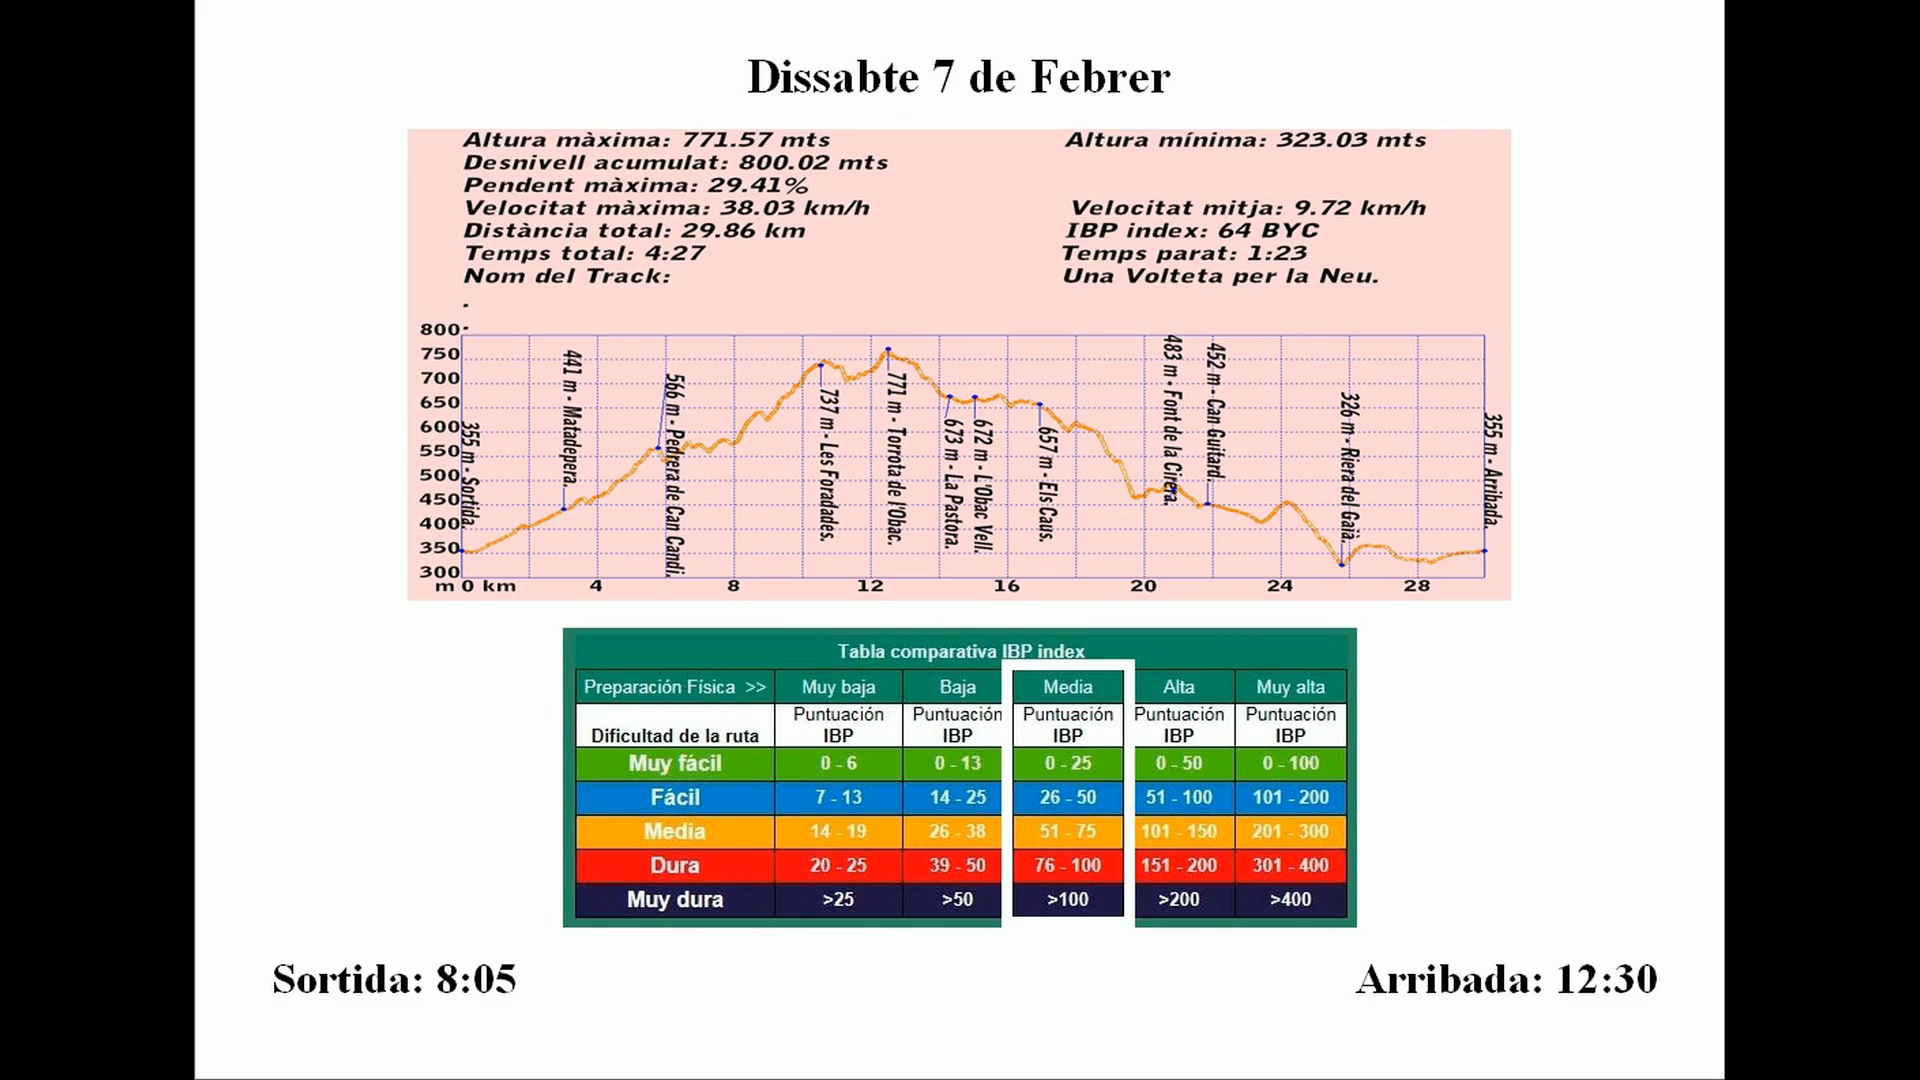 Dissabte 7 de Febrer
Altura màxima: 771.57 mts
Altura mínima: 323.03 mts
Desnivell acumulat: 800.02 mts
Pendent màxima: 29.41%
Velocitat màxima: 38.03 km/h
Velocitat mitja: 9.72 km/h
Distància total: 29.86 km
IBP index: 64 BYC
Temps total: 4:27
Temps parat: 1:23
Nom del Track:
Una Volteta per la Neu.
800
750
700
650
600
550
500
450
400
350
300
355 m - Sortida.
441 m - Matadepera.
566 m - Pedrera de Can Candi.
737 m - Les Foradades.
771 m - Torrota de l'Obac.
673 m - La Pastora.
672 m - L'Obac Vell.
657 m - Els Caus.
483 m - Font de la Cirera.
452 m - Can Guitard.
326 m - Riera del Gaià.
355 m - Arribada.
m 0 km 4 8 12 16 20 24 28
Tabla comparativa IBP index
Preparación Física >> Muy baja Baja Media Alta Muy alta
Dificultad de la ruta Puntuación IBP Puntuación IBP Puntuación IBP Puntuación IBP Puntuación IBP
Muy fácil 0 - 6 0 - 13 0 - 25 0 - 50 0 - 100
Fácil 7 - 13 14 - 25 26 - 50 51 - 100 101 - 200
Media 14 - 19 26 - 38 51 - 75 101 - 150 201 - 300
Dura 20 - 25 39 - 50 76 - 100 151 - 200 301 - 400
Muy dura >25 >50 >100 >200 >400
Sortida: 8:05
Arribada: 12:30